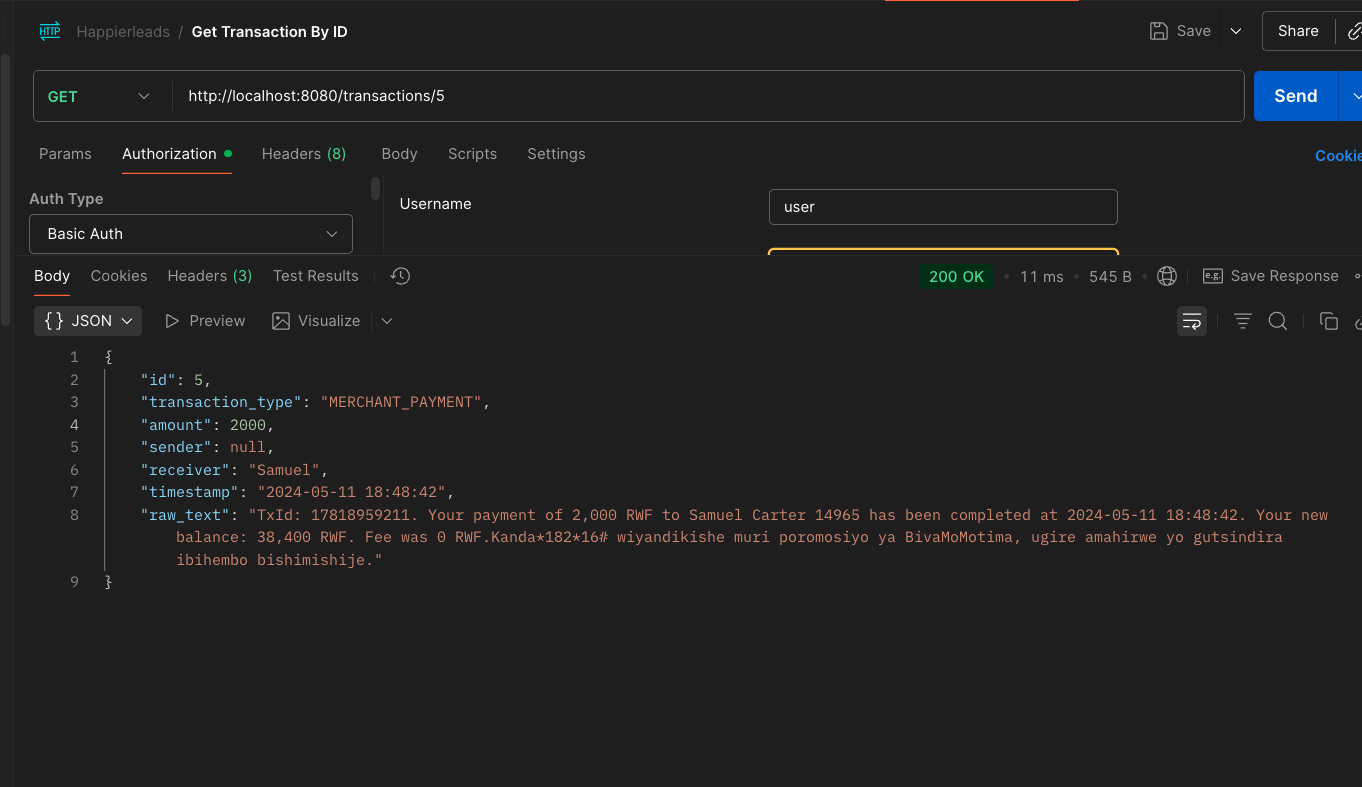 HTTP Happierleads / Get Transaction By ID Save Share
GET http://localhost:8080/transactions/5 Send
Params Authorization Headers (8) Body Scripts Settings Cookie
Auth Type
Username user
Basic Auth
Body Cookies Headers (3) Test Results 200 OK 11 ms 545 B e.g. Save Response
{} JSON Preview Visualize
1 {
2 "id": 5,
3 "transaction_type": "MERCHANT_PAYMENT",
4 "amount": 2000,
5 "sender": null,
6 "receiver": "Samuel",
7 "timestamp": "2024-05-11 18:48:42",
8 "raw_text": "TxId: 17818959211. Your payment of 2,000 RWF to Samuel Carter 14965 has been completed at 2024-05-11 18:48:42. Your new
balance: 38,400 RWF. Fee was 0 RWF.Kanda*182*16# wiyandikishe muri poromosiyo ya BivaMoMotima, ugire amahirwe yo gutsindira
ibihembo bishimishije."
9 }